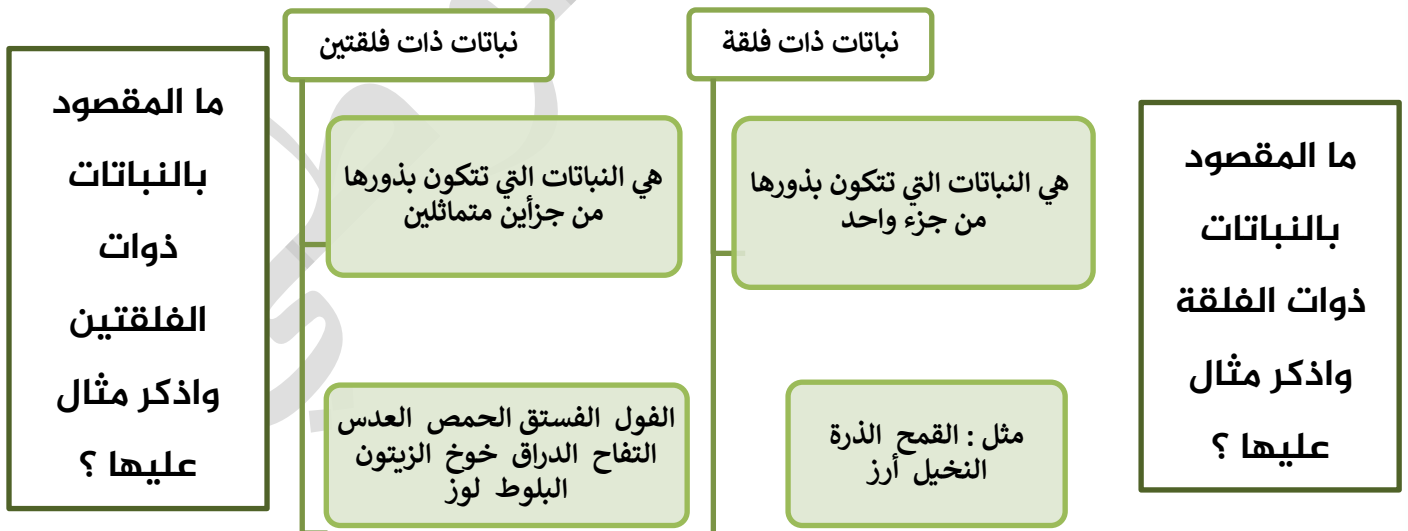 ما المقصود
بالنباتات
ذوات الفلقة
واذكر مثال
عليها ؟
نباتات ذات فلقة
هي النباتات التي تتكون بذورها
من جزء واحد
مثل : القمح الذرة
النخيل أرز
نباتات ذات فلقتين
هي النباتات التي تتكون بذورها
من جزأين متماثلين
الفول الفستق الحمص العدس
التفاح الدراق خوخ الزيتون
البلوط لوز
ما المقصود
بالنباتات
ذوات
الفلقتين
واذكر مثال
عليها ؟